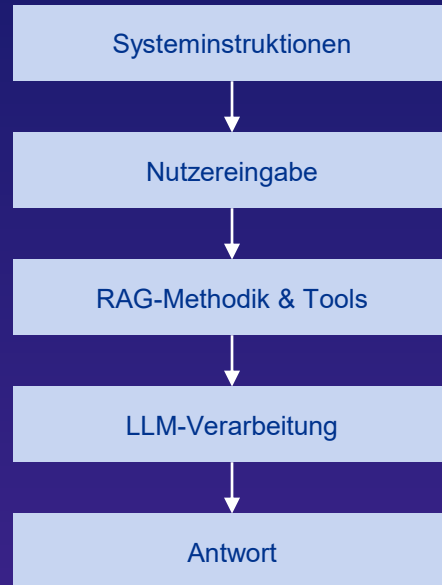 Systeminstruktionen
Nutzereingabe
RAG-Methodik & Tools
LLM-Verarbeitung
Antwort